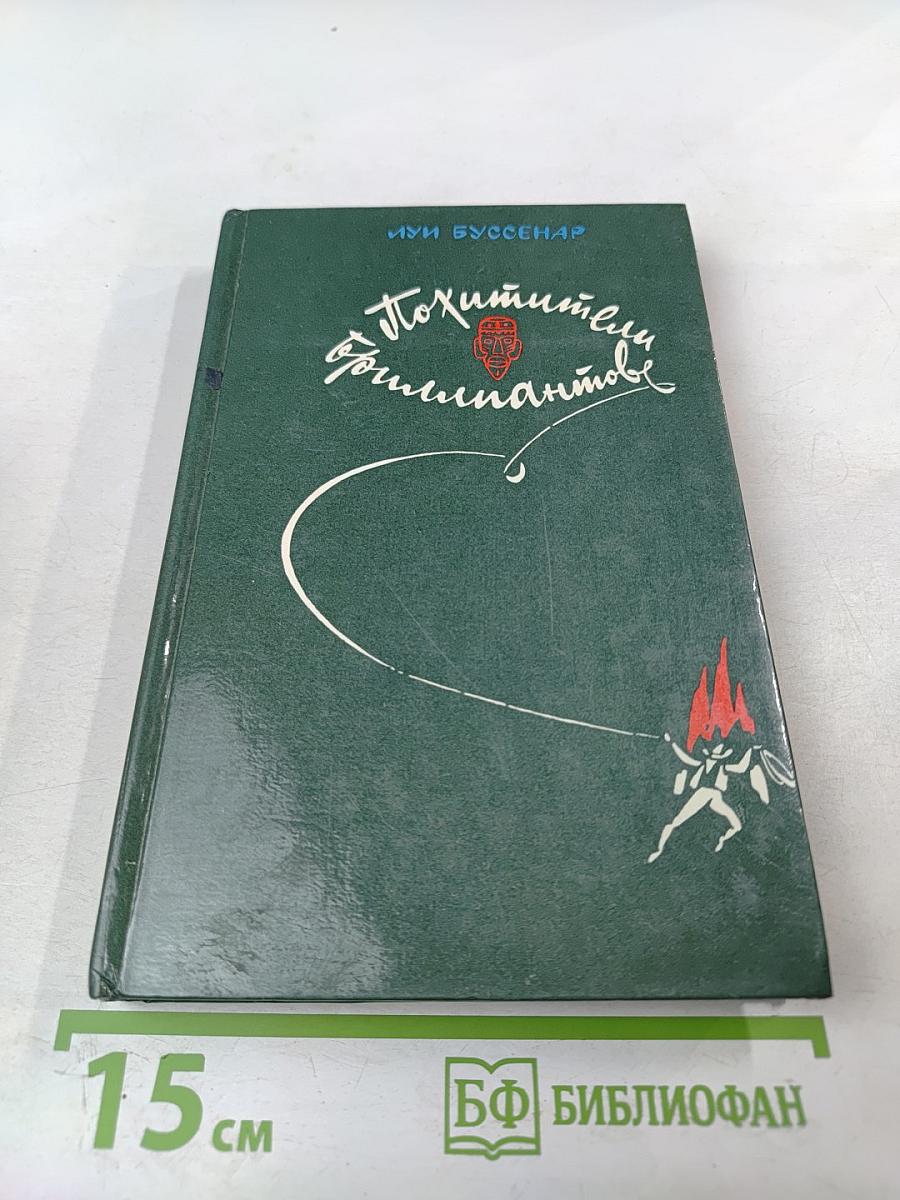 ЛУИ БУССЕНАР
Похитители
бриллиантов
15 см
БФ БИБЛИОФАН